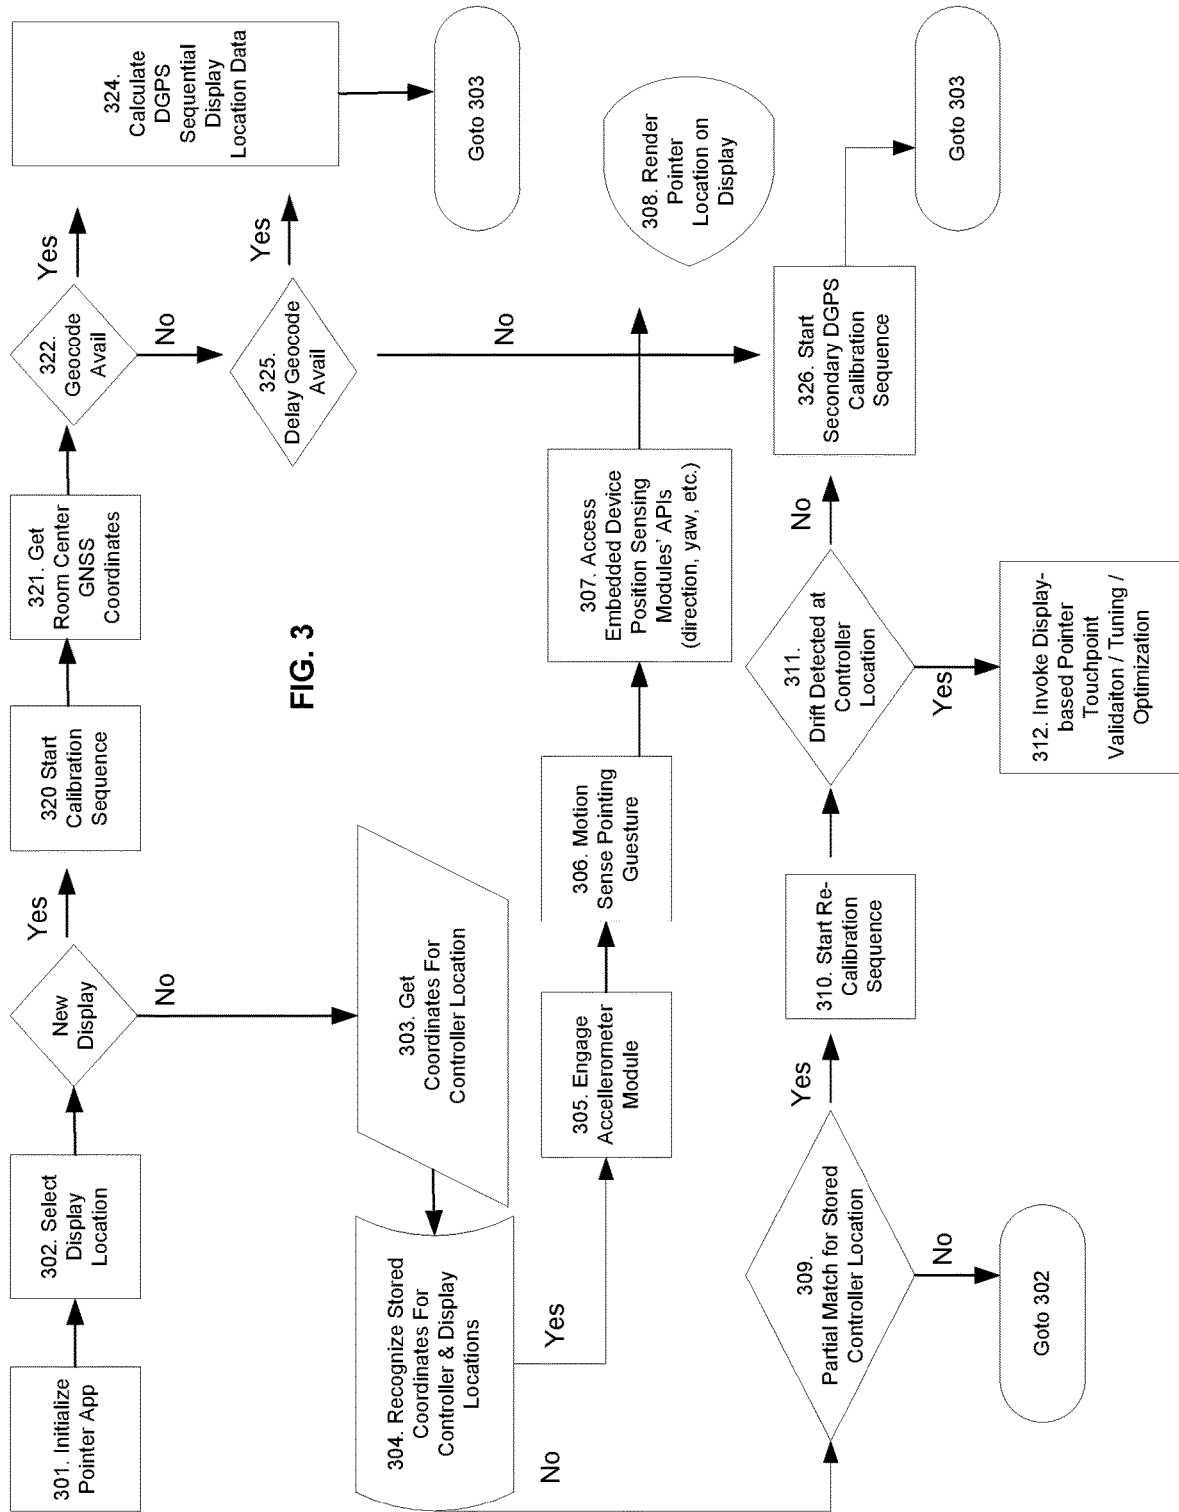 301. Initialize
Pointer App
302. Select
Display
Location
New
Display
Yes
No
320 Start
Calibration
Sequence
321. Get
Room Center
GNSS
Coordinates
322.
Geocode
Avail
Yes
No
324.
Calculate
DGPS
Sequential
Display
Location Data
325.
Delay Geocode
Avail
Yes
No
Goto 303
FIG. 3
303. Get
Coordinates For
Controller Location
304. Recognize Stored
Coordinates For
Controller & Display
Locations
Yes
No
305. Engage
Accellerometer
Module
306. Motion
Sense Pointing
Guesture
307. Access
Embedded Device
Position Sensing
Modules' APIs
(direction, yaw, etc.)
308. Render
Pointer
Location on
Display
309.
Partial Match for Stored
Controller Location
Yes
No
Goto 302
310. Start Re-
Calibration
Sequence
311.
Drift Detected at
Controller
Location
No
Yes
312. Invoke Display-
based Pointer
Touchpoint
Validaiton / Tuning /
Optimization
326. Start
Secondary DGPS
Calibration
Sequence
Goto 303